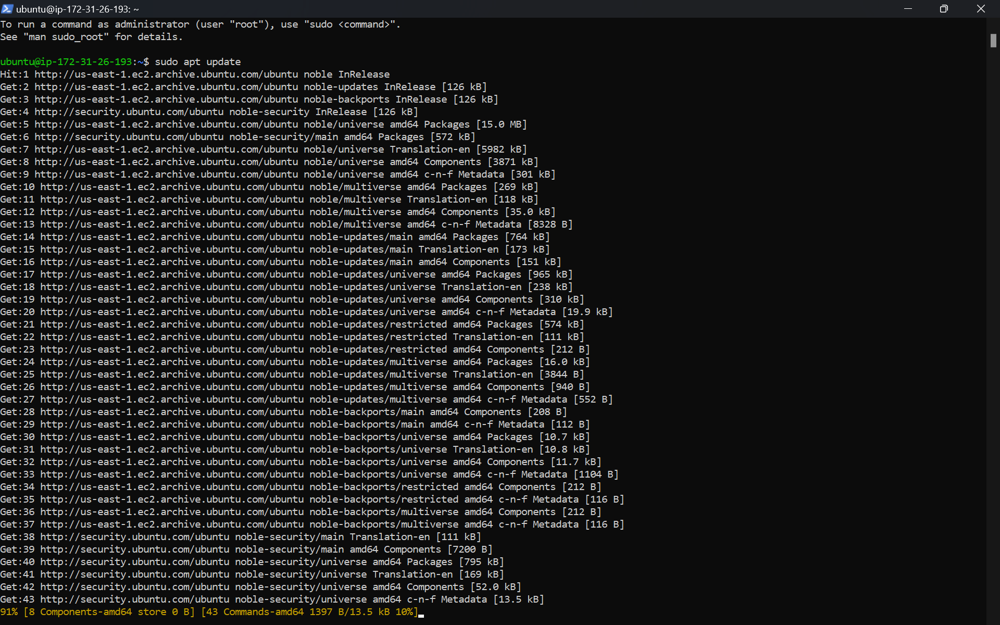 ubuntu@ip-172-31-26-193: ~
To run a command as administrator (user "root"), use "sudo <command>".
See "man sudo_root" for details.
ubuntu@ip-172-31-26-193:~$ sudo apt update
Hit:1 http://us-east-1.ec2.archive.ubuntu.com/ubuntu noble InRelease
Get:2 http://us-east-1.ec2.archive.ubuntu.com/ubuntu noble-updates InRelease [126 kB]
Get:3 http://us-east-1.ec2.archive.ubuntu.com/ubuntu noble-backports InRelease [126 kB]
Get:4 http://security.ubuntu.com/ubuntu noble-security InRelease [126 kB]
Get:5 http://us-east-1.ec2.archive.ubuntu.com/ubuntu noble/universe amd64 Packages [15.0 MB]
Get:6 http://security.ubuntu.com/ubuntu noble-security/main amd64 Packages [572 kB]
Get:7 http://us-east-1.ec2.archive.ubuntu.com/ubuntu noble/universe Translation-en [5982 kB]
Get:8 http://us-east-1.ec2.archive.ubuntu.com/ubuntu noble/universe amd64 Components [3871 kB]
Get:9 http://us-east-1.ec2.archive.ubuntu.com/ubuntu noble/universe amd64 c-n-f Metadata [301 kB]
Get:10 http://us-east-1.ec2.archive.ubuntu.com/ubuntu noble/multiverse amd64 Packages [269 kB]
Get:11 http://us-east-1.ec2.archive.ubuntu.com/ubuntu noble/multiverse Translation-en [118 kB]
Get:12 http://us-east-1.ec2.archive.ubuntu.com/ubuntu noble/multiverse amd64 Components [35.0 kB]
Get:13 http://us-east-1.ec2.archive.ubuntu.com/ubuntu noble/multiverse amd64 c-n-f Metadata [8328 B]
Get:14 http://us-east-1.ec2.archive.ubuntu.com/ubuntu noble-updates/main amd64 Packages [764 kB]
Get:15 http://us-east-1.ec2.archive.ubuntu.com/ubuntu noble-updates/main Translation-en [173 kB]
Get:16 http://us-east-1.ec2.archive.ubuntu.com/ubuntu noble-updates/main amd64 Components [151 kB]
Get:17 http://us-east-1.ec2.archive.ubuntu.com/ubuntu noble-updates/universe amd64 Packages [965 kB]
Get:18 http://us-east-1.ec2.archive.ubuntu.com/ubuntu noble-updates/universe Translation-en [238 kB]
Get:19 http://us-east-1.ec2.archive.ubuntu.com/ubuntu noble-updates/universe amd64 Components [310 kB]
Get:20 http://us-east-1.ec2.archive.ubuntu.com/ubuntu noble-updates/universe amd64 c-n-f Metadata [19.9 kB]
Get:21 http://us-east-1.ec2.archive.ubuntu.com/ubuntu noble-updates/restricted amd64 Packages [574 kB]
Get:22 http://us-east-1.ec2.archive.ubuntu.com/ubuntu noble-updates/restricted Translation-en [111 kB]
Get:23 http://us-east-1.ec2.archive.ubuntu.com/ubuntu noble-updates/restricted amd64 Components [212 B]
Get:24 http://us-east-1.ec2.archive.ubuntu.com/ubuntu noble-updates/multiverse amd64 Packages [16.0 kB]
Get:25 http://us-east-1.ec2.archive.ubuntu.com/ubuntu noble-updates/multiverse Translation-en [3844 B]
Get:26 http://us-east-1.ec2.archive.ubuntu.com/ubuntu noble-updates/multiverse amd64 Components [940 B]
Get:27 http://us-east-1.ec2.archive.ubuntu.com/ubuntu noble-updates/multiverse amd64 c-n-f Metadata [552 B]
Get:28 http://us-east-1.ec2.archive.ubuntu.com/ubuntu noble-backports/main amd64 Components [208 B]
Get:29 http://us-east-1.ec2.archive.ubuntu.com/ubuntu noble-backports/main amd64 c-n-f Metadata [112 B]
Get:30 http://us-east-1.ec2.archive.ubuntu.com/ubuntu noble-backports/universe amd64 Packages [10.7 kB]
Get:31 http://us-east-1.ec2.archive.ubuntu.com/ubuntu noble-backports/universe Translation-en [10.8 kB]
Get:32 http://us-east-1.ec2.archive.ubuntu.com/ubuntu noble-backports/universe amd64 Components [11.7 kB]
Get:33 http://us-east-1.ec2.archive.ubuntu.com/ubuntu noble-backports/universe amd64 c-n-f Metadata [1104 B]
Get:34 http://us-east-1.ec2.archive.ubuntu.com/ubuntu noble-backports/restricted amd64 Components [212 B]
Get:35 http://us-east-1.ec2.archive.ubuntu.com/ubuntu noble-backports/restricted amd64 c-n-f Metadata [116 B]
Get:36 http://us-east-1.ec2.archive.ubuntu.com/ubuntu noble-backports/multiverse amd64 Components [212 B]
Get:37 http://us-east-1.ec2.archive.ubuntu.com/ubuntu noble-backports/multiverse amd64 c-n-f Metadata [116 B]
Get:38 http://security.ubuntu.com/ubuntu noble-security/main Translation-en [111 kB]
Get:39 http://security.ubuntu.com/ubuntu noble-security/main amd64 Components [7200 B]
Get:40 http://security.ubuntu.com/ubuntu noble-security/universe amd64 Packages [795 kB]
Get:41 http://security.ubuntu.com/ubuntu noble-security/universe Translation-en [169 kB]
Get:42 http://security.ubuntu.com/ubuntu noble-security/universe amd64 Components [52.0 kB]
Get:43 http://security.ubuntu.com/ubuntu noble-security/universe amd64 c-n-f Metadata [13.5 kB]
91% [8 Components-amd64 store 0 B] [43 Commands-amd64 1397 B/13.5 kB 10%]